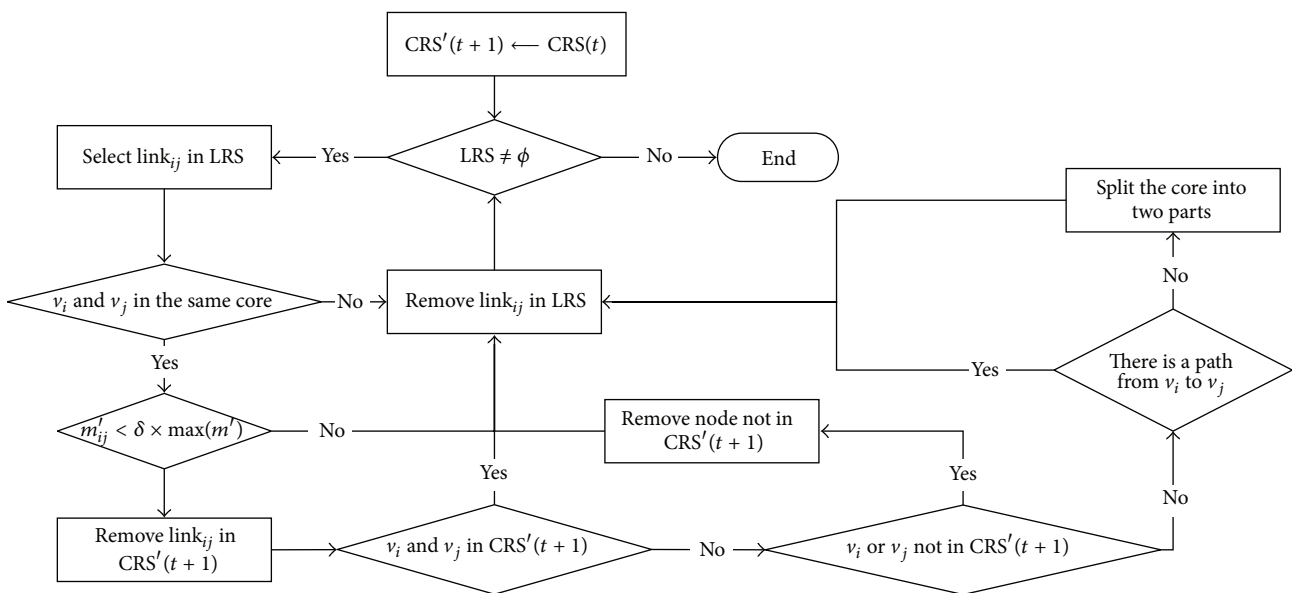 CRS′(t + 1) ⟵ CRS(t)
Select link_ij in LRS
Yes
LRS ≠ ϕ
No
End
Split the core into
two parts
No
v_i and v_j in the same core
No
Remove link_ij in LRS
Yes
There is a path
from v_i to v_j
Yes
m′_ij < δ × max(m′)
No
Remove node not in
CRS′(t + 1)
Yes
Yes
No
Remove link_ij in
CRS′(t + 1)
v_i and v_j in CRS′(t + 1)
No
v_i or v_j not in CRS′(t + 1)